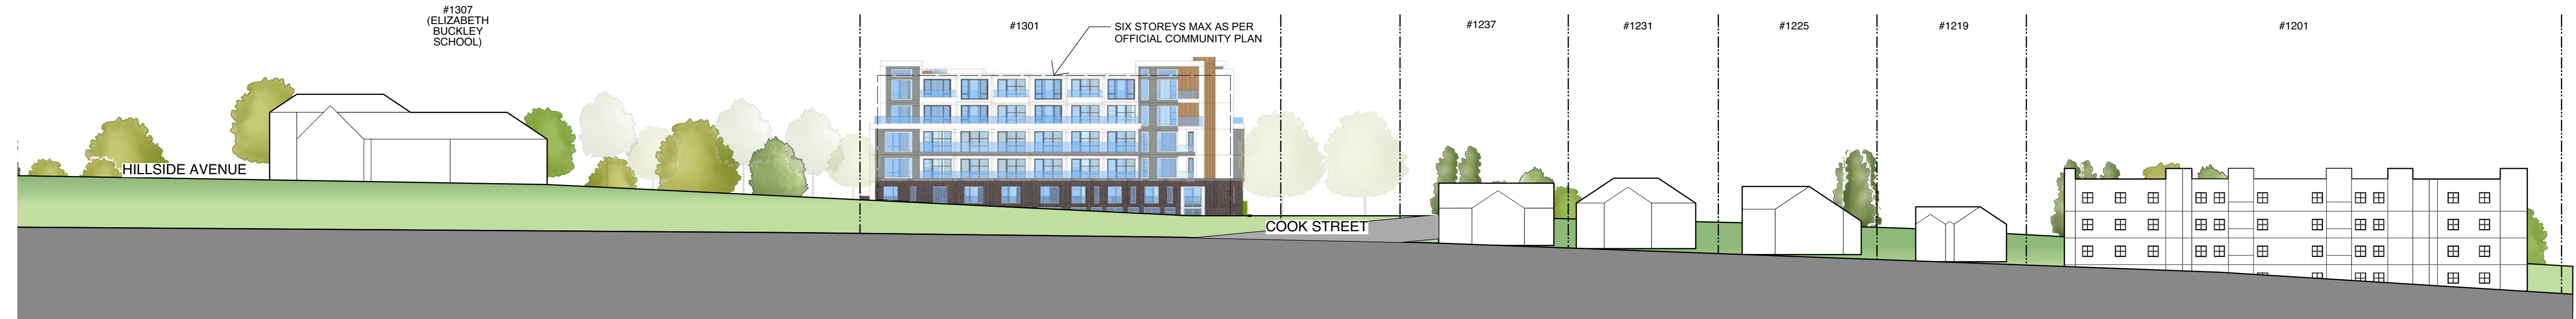 #1307
(ELIZABETH
BUCKLEY
SCHOOL)
#1301
SIX STOREYS MAX AS PER
OFFICIAL COMMUNITY PLAN
#1237
#1231
#1225
#1219
#1201
HILLSIDE AVENUE
COOK STREET